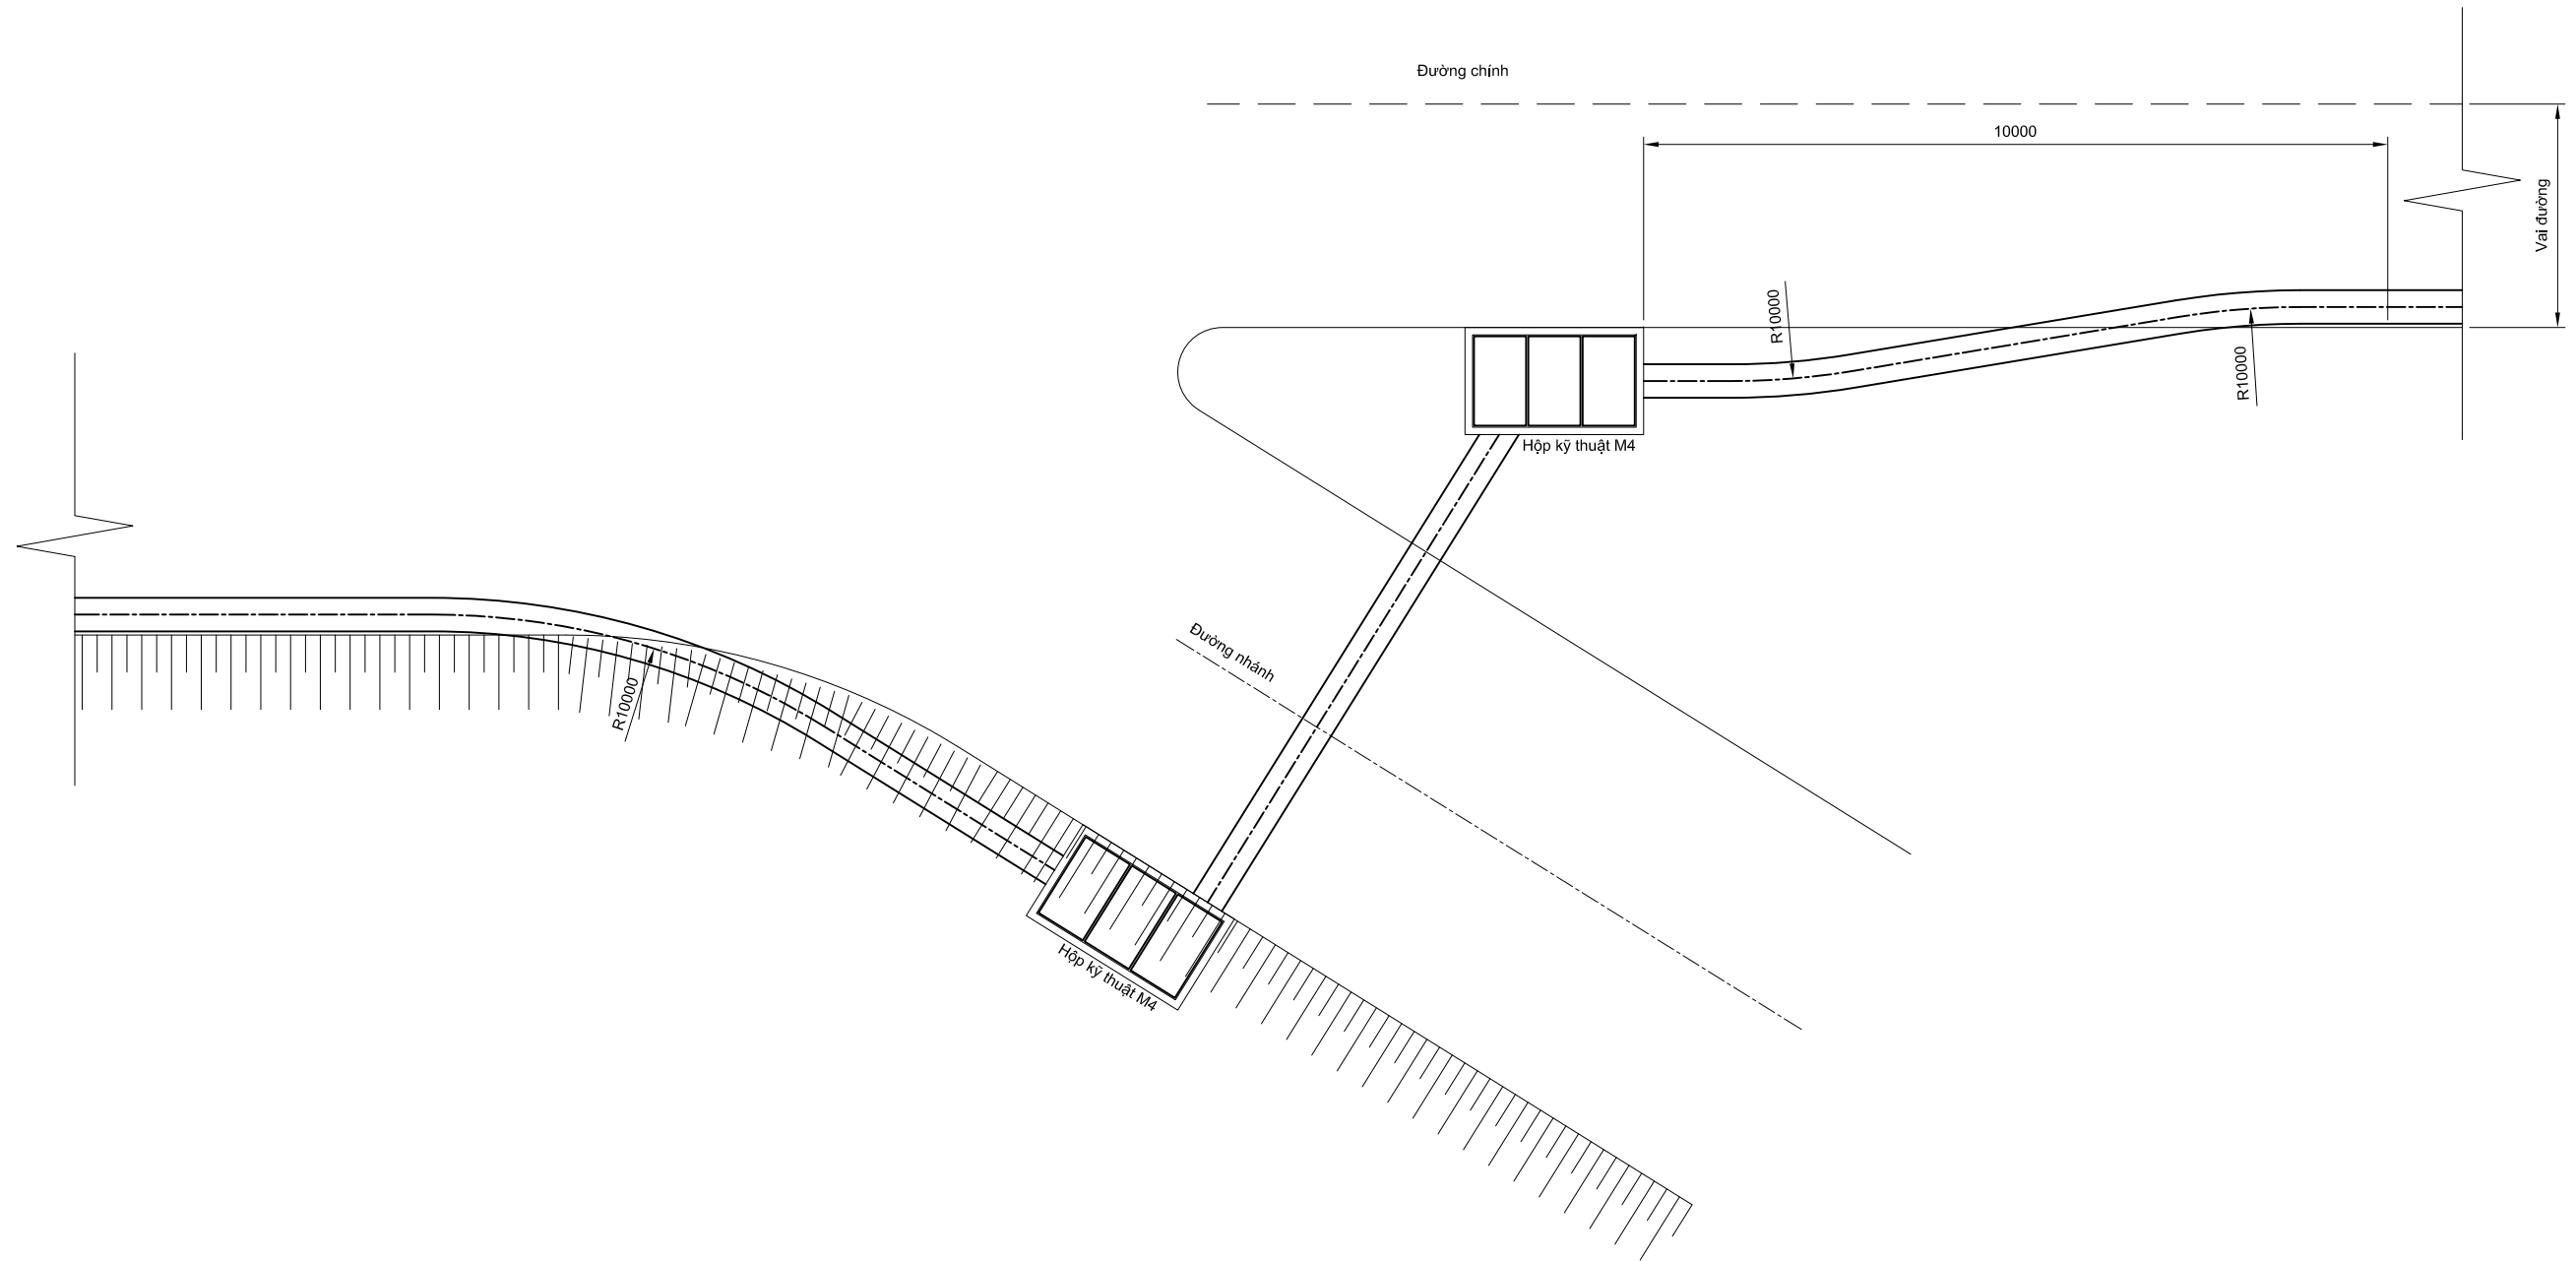 Đường chính
10000
Vai đường
R10000
R10000
Hộp kỹ thuật M4
Đường nhánh
R10000
Hộp kỹ thuật M4